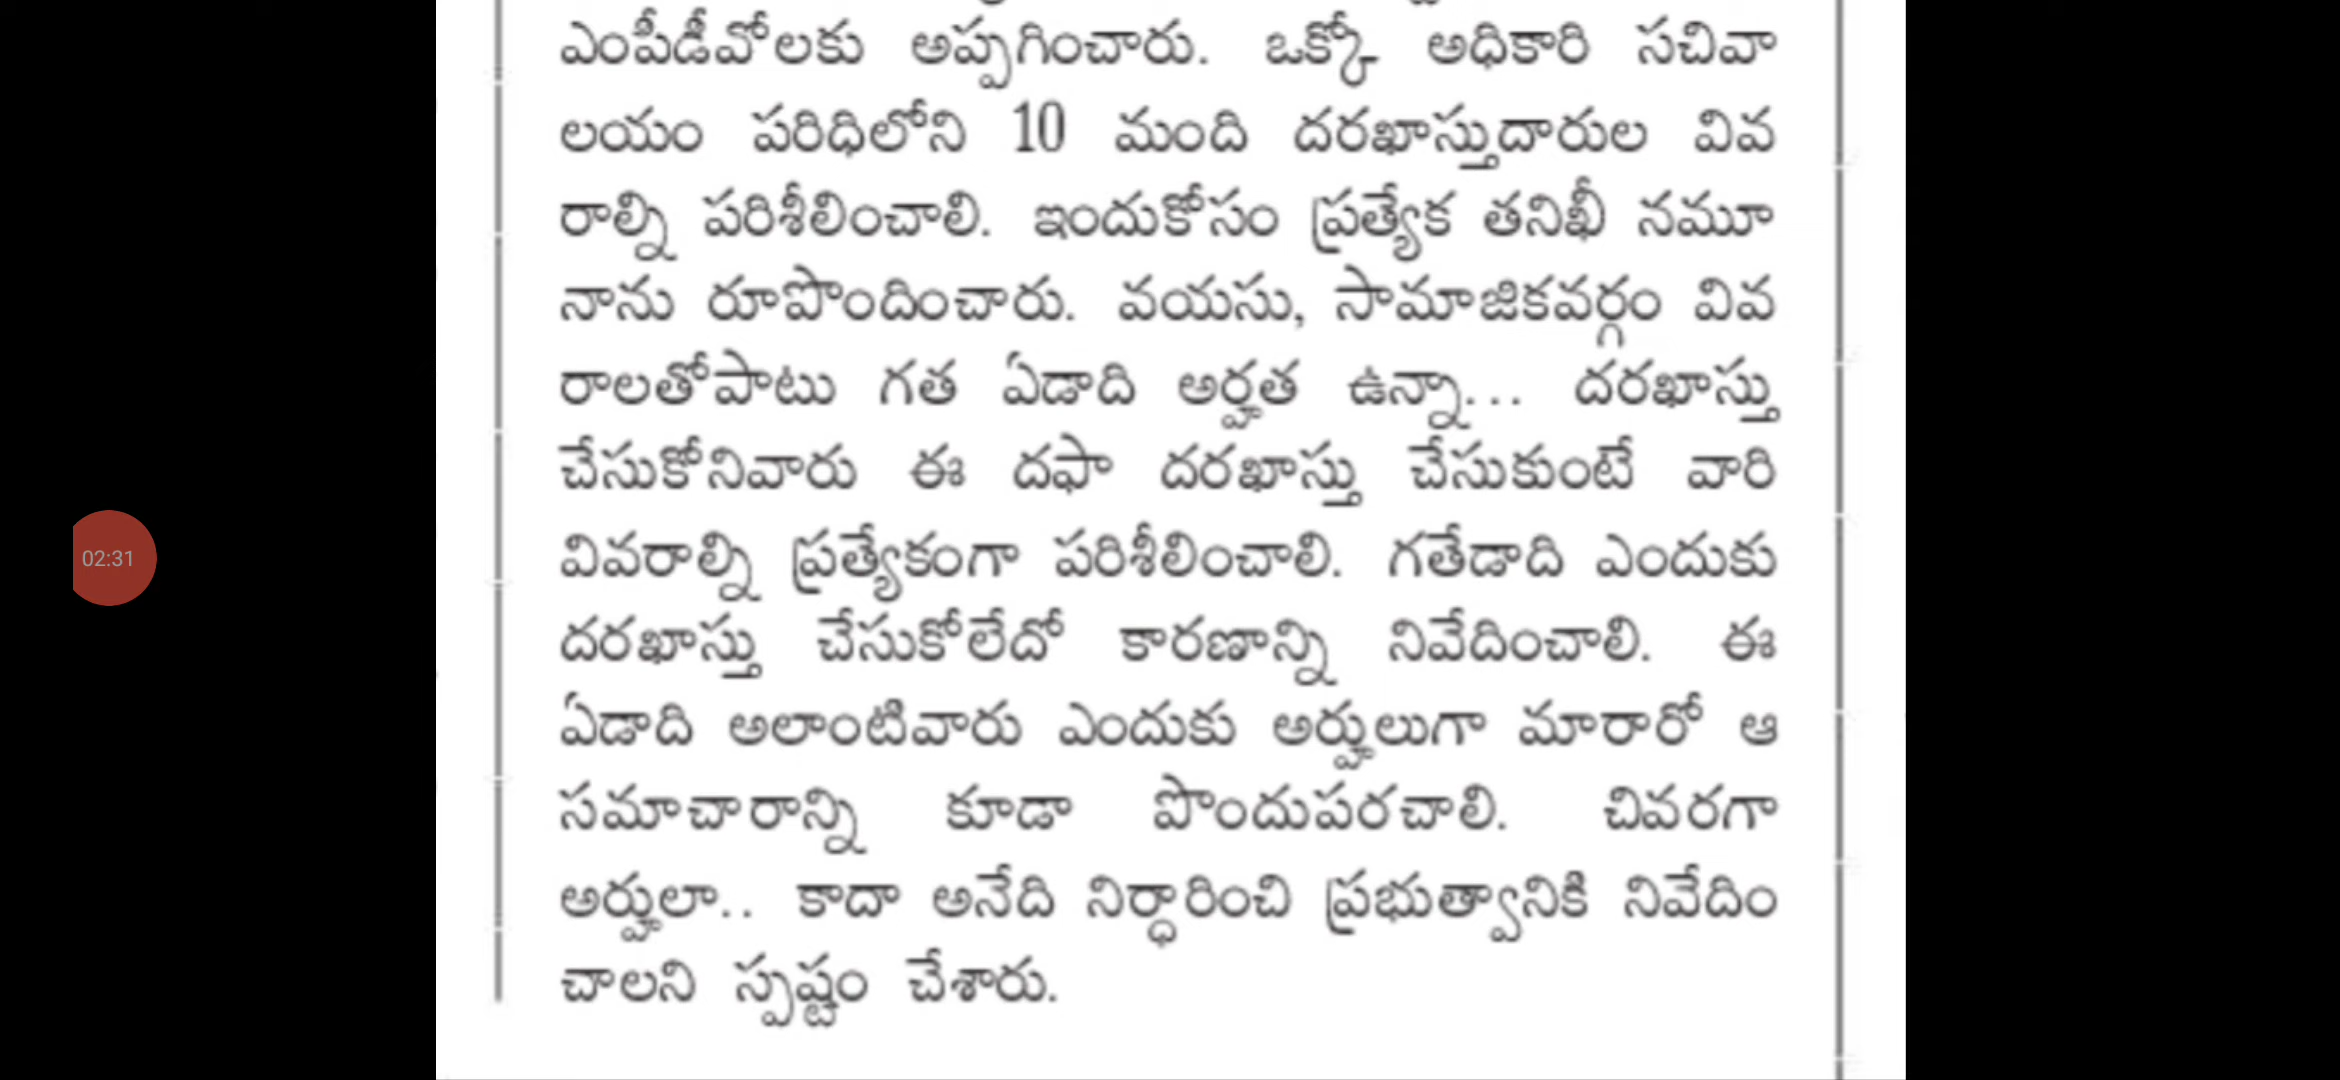 ఎంపీడీవోలకు అప్పగించారు. ఒక్కో అధికారి సచివా
లయం పరిధిలోని 10 మంది దరఖాస్తుదారుల వివ
రాల్ని పరిశీలించాలి. ఇందుకోసం ప్రత్యేక తనిఖీ నమూ
నాను రూపొందించారు. వయసు, సామాజికవర్గం వివ
రాలతోపాటు గత ఏడాది అర్హత ఉన్నా... దరఖాస్తు
చేసుకోనివారు ఈ దఫా దరఖాస్తు చేసుకుంటే వారి
02:31
వివరాల్ని ప్రత్యేకంగా పరిశీలించాలి. గతేడాది ఎందుకు
దరఖాస్తు చేసుకోలేదో కారణాన్ని నివేదించాలి. ఈ
ఏడాది అలాంటివారు ఎందుకు అర్హులుగా మారారో ఆ
సమాచారాన్ని కూడా పొందుపరచాలి. చివరగా
అర్హులా.. కాదా అనేది నిర్ధారించి ప్రభుత్వానికి నివేదిం
చాలని స్పష్టం చేశారు.